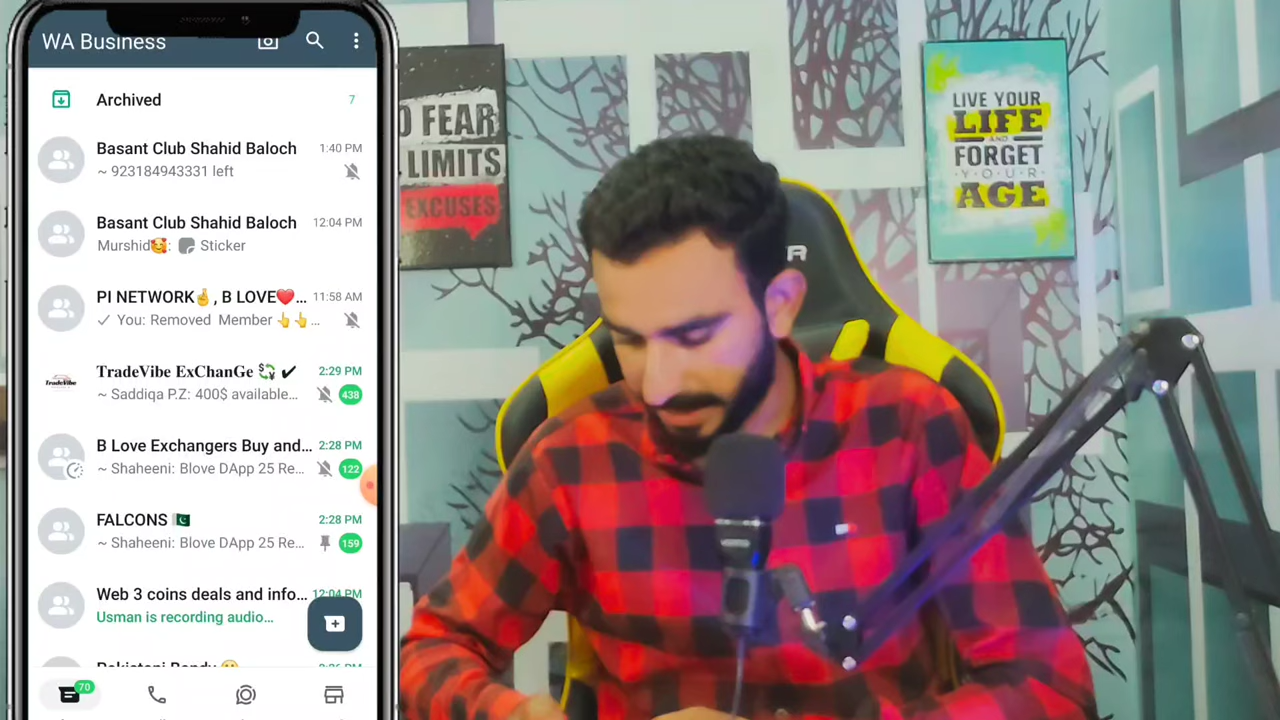 WA Business
Archived
7
Basant Club Shahid Baloch
1:40 PM
~ 923184943331 left
Basant Club Shahid Baloch
12:04 PM
Murshid🥰: Sticker
PI NETWORK🤞, B LOVE❤️...
11:58 AM
You: Removed Member 👆👆...
TradeVibe
𝐓𝐫𝐚𝐝𝐞𝐕𝐢𝐛𝐞 𝐄𝐱𝐂𝐡𝐚𝐧𝐆𝐞 💱 ✔
2:29 PM
~ Saddiqa P.Z: 400$ available...
438
B Love Exchangers Buy and...
2:28 PM
~ Shaheeni: Blove DApp 25 Re...
122
FALCONS 🇵🇰
2:28 PM
~ Shaheeni: Blove DApp 25 Re...
159
Web 3 coins deals and info...
12:04 PM
Usman is recording audio...
70
FEAR
LIMITS
EXCUSES
R
LIVE YOUR
LIFE
AND
FORGET
·Y·O·U·R·
AGE